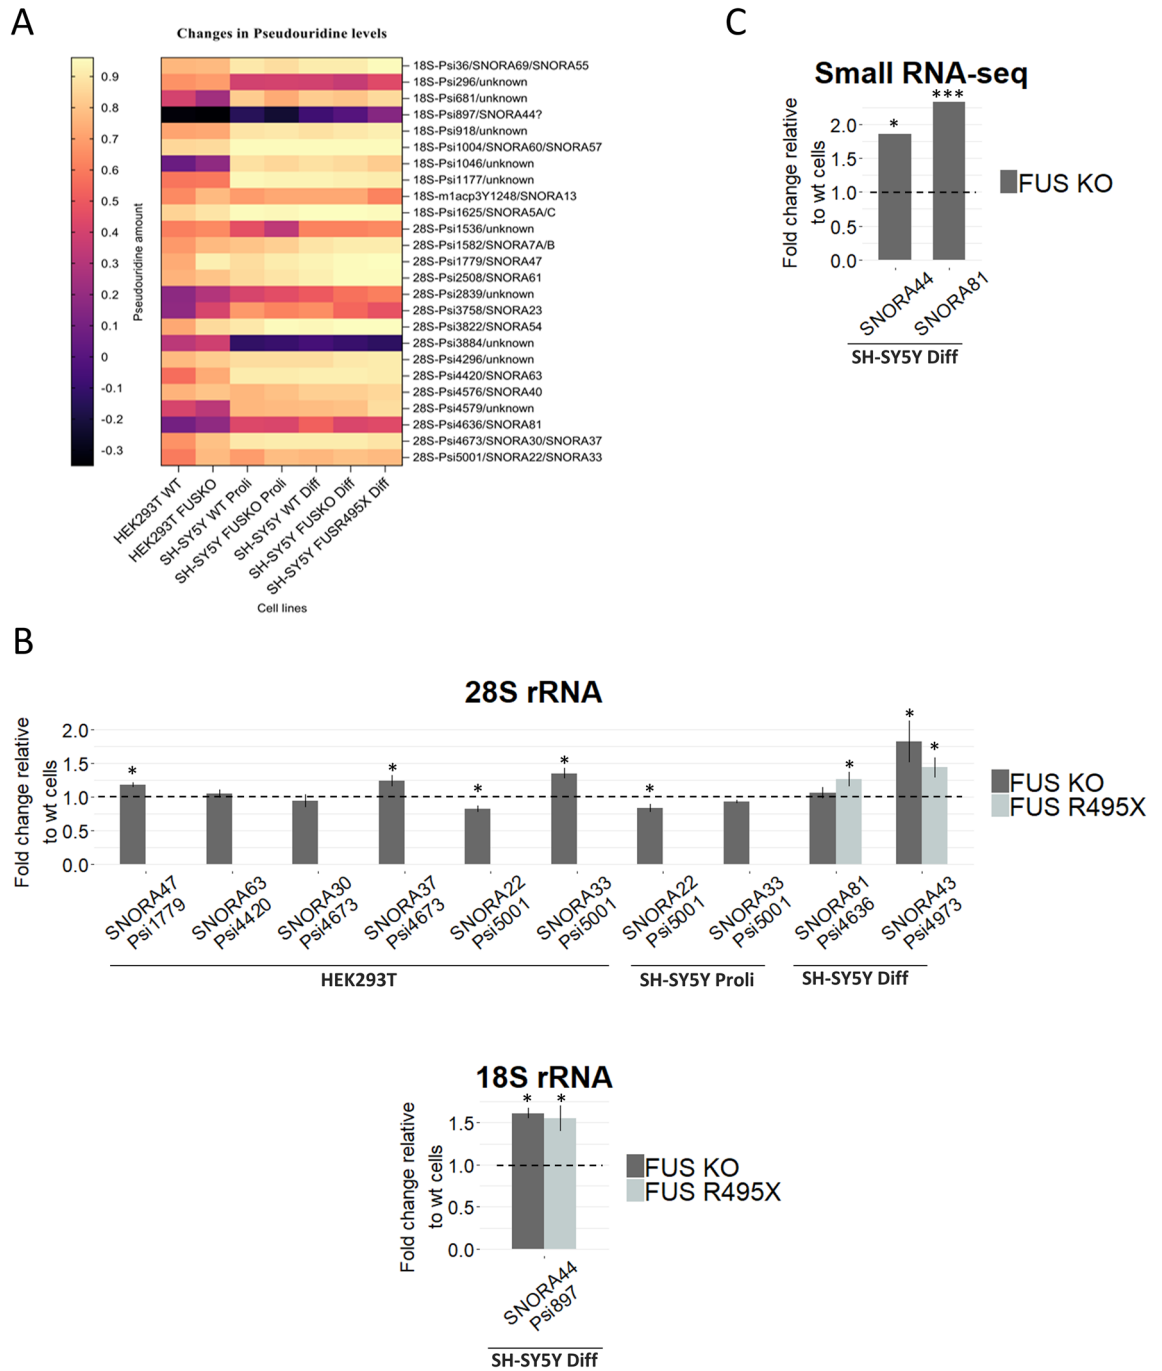 A
Changes in Pseudouridine levels
0.9
0.8
0.7
0.6
0.5
0.4
0.3
0.2
0.1
0
-0.1
-0.2
-0.3
Pseudouridine amount
18S-Psi36/SNORA69/SNORA55
18S-Psi296/unknown
18S-Psi681/unknown
18S-Psi897/SNORA44?
18S-Psi918/unknown
18S-Psi1004/SNORA60/SNORA57
18S-Psi1046/unknown
18S-Psi1177/unknown
18S-m1acp3Y1248/SNORA13
18S-Psi1625/SNORA5A/C
28S-Psi1536/unknown
28S-Psi1582/SNORA7A/B
28S-Psi1779/SNORA47
28S-Psi2508/SNORA61
28S-Psi2839/unknown
28S-Psi3758/SNORA23
28S-Psi3822/SNORA54
28S-Psi3884/unknown
28S-Psi4296/unknown
28S-Psi4420/SNORA63
28S-Psi4576/SNORA40
28S-Psi4579/unknown
28S-Psi4636/SNORA81
28S-Psi4673/SNORA30/SNORA37
28S-Psi5001/SNORA22/SNORA33
HEK293T WT
HEK293T FUSKO
SH-SY5Y WT Proli
SH-SY5Y FUSKO Proli
SH-SY5Y WT Diff
SH-SY5Y FUSKO Diff
SH-SY5Y FUSR495X Diff
Cell lines
C
Small RNA-seq
Fold change relative
to wt cells
2.0
1.5
1.0
0.5
0.0
*
***
FUS KO
SNORA44
SNORA81
SH-SY5Y Diff
B
28S rRNA
Fold change relative
to wt cells
2.0
1.5
1.0
0.5
0.0
*
*
*
*
*
*
*
*
FUS KO
FUS R495X
SNORA47
Psi1779
SNORA63
Psi4420
SNORA30
Psi4673
SNORA37
Psi4673
SNORA22
Psi5001
SNORA33
Psi5001
SNORA22
Psi5001
SNORA33
Psi5001
SNORA81
Psi4636
SNORA43
Psi4973
HEK293T
SH-SY5Y Proli
SH-SY5Y Diff
18S rRNA
Fold change relative
to wt cells
1.5
1.0
0.5
0.0
* *
FUS KO
FUS R495X
SNORA44
Psi897
SH-SY5Y Diff